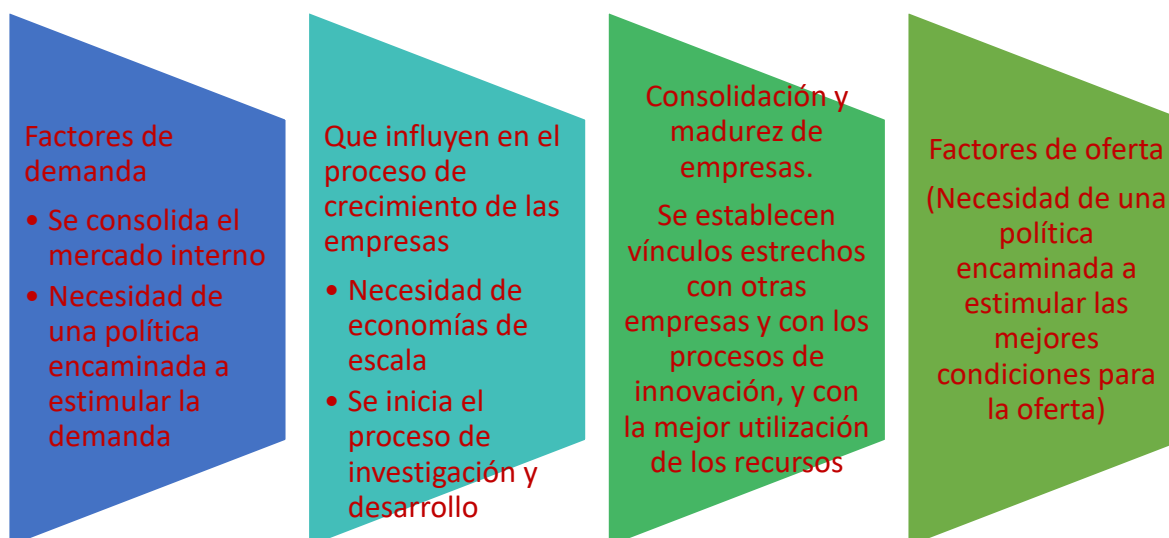 Factores de
demanda
• Se consolida el
mercado interno
• Necesidad de
una política
encaminada a
estimular la
demanda
Que influyen en el
proceso de
crecimiento de las
empresas
• Necesidad de
economías de
escala
• Se inicia el
proceso de
investigación y
desarrollo
Consolidación y
madurez de
empresas.
Se establecen
vínculos estrechos
con otras
empresas y con los
procesos de
innovación, y con
la mejor utilización
de los recursos
Factores de oferta
(Necesidad de una
política
encaminada a
estimular las
mejores
condiciones para
la oferta)